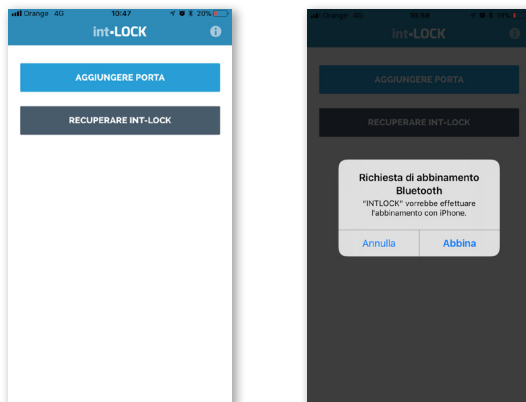 Orange 4G 10:47 20%
int-LOCK
AGGIUNGERE PORTA
RECUPERARE INT-LOCK
Orange 4G
int-LOCK
AGGIUNGERE PORTA
RECUPERARE INT-LOCK
Richiesta di abbinamento
Bluetooth
"INTLOCK" vorrebbe effettuare
l'abbinamento con iPhone.
Annulla Abbina